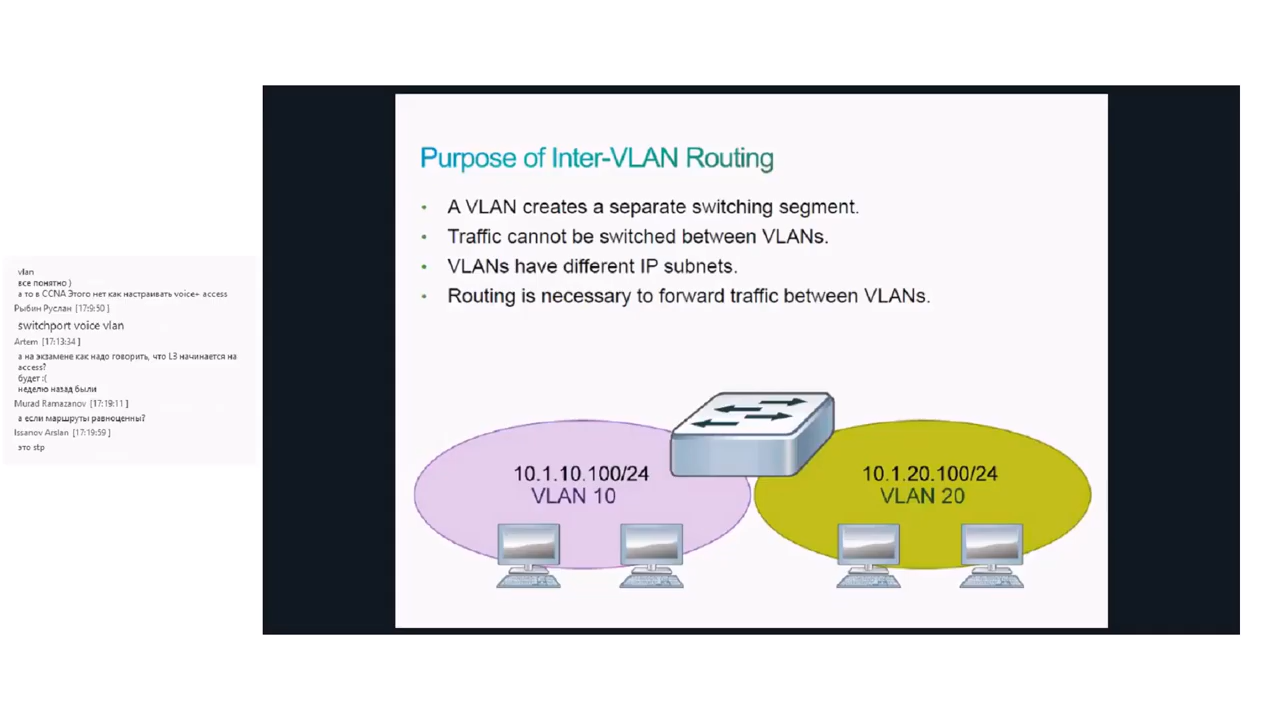 vlan
все понятно )
а то в CCNA Этого нет как настраивать voice+ access
Рыбин Руслан [17:9:50 ]
switchport voice vlan
Artem [17:13:34 ]
а на экзамене как надо говорить, что L3 начинается на
access?
будет :(
неделю назад были
Murad Ramazanov [17:19:11 ]
а если маршруты равноценны?
Issanov Arslan [17:19:59 ]
это stp
Purpose of Inter-VLAN Routing
• A VLAN creates a separate switching segment.
• Traffic cannot be switched between VLANs.
• VLANs have different IP subnets.
• Routing is necessary to forward traffic between VLANs.
10.1.10.100/24
VLAN 10
10.1.20.100/24
VLAN 20